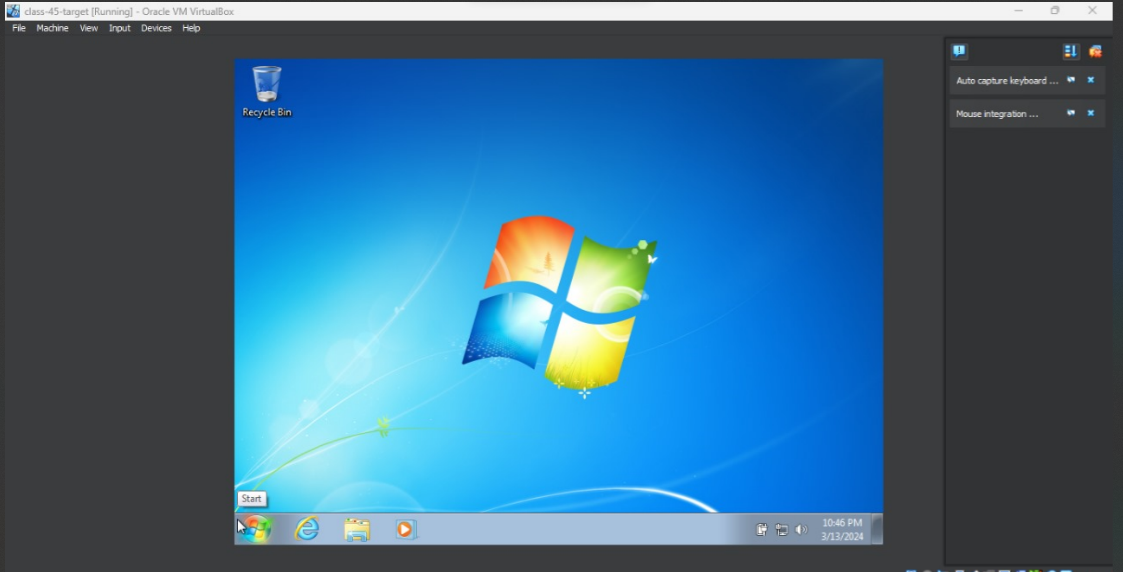 class-45-target [Running] - Oracle VM VirtualBox
File Machine View Input Devices Help
Auto capture keyboard ...
Mouse integration ...
Recycle Bin
Start
10:46 PM
3/13/2024